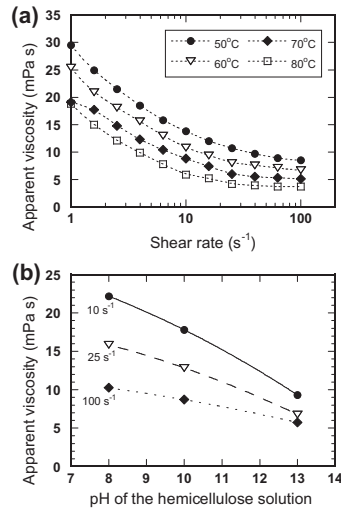 (a)
Apparent viscosity (mPa s)
35
30
25
20
15
10
5
0
50°C
70°C
60°C
80°C
1
10
100
Shear rate (s⁻¹)
(b)
Apparent viscosity (mPa s)
25
20
15
10
5
0
10 s⁻¹
25 s⁻¹
100 s⁻¹
7
8
9
10
11
12
13
14
pH of the hemicellulose solution